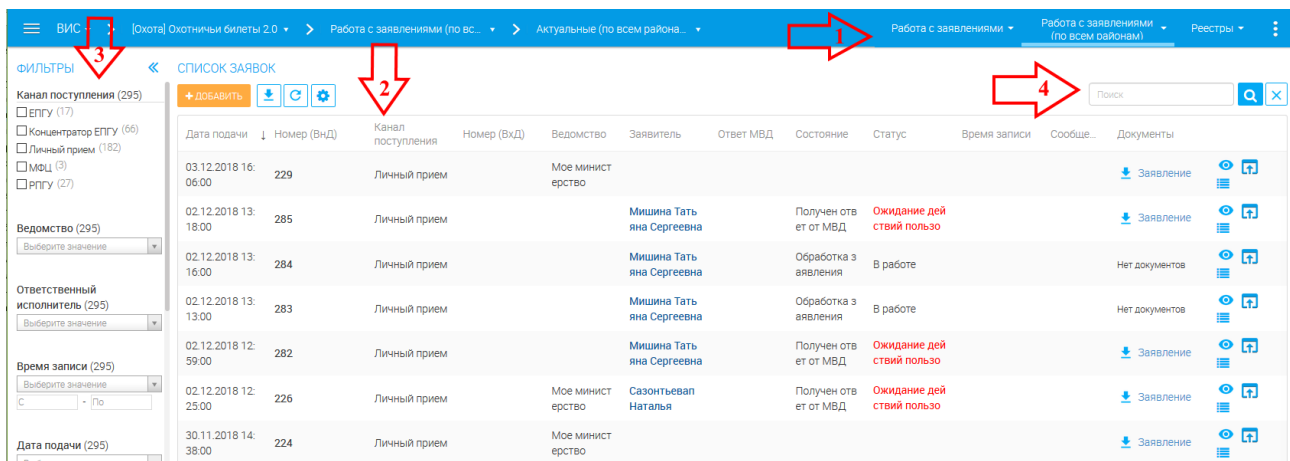 ВИС
[Охота] Охотничьи билеты 2.0
Работа с заявлениями (по вс...
Актуальные (по всем района...
1
Работа с заявлениями
Работа с заявлениями
(по всем районам)
Реестры
ФИЛЬТРЫ
3
Канал поступления (295)
ЕПГУ (17)
Концентратор ЕПГУ (66)
Личный прием (182)
МФЦ (3)
РПГУ (27)
Ведомство (295)
Выберите значение
Ответственный
исполнитель (295)
Выберите значение
Время записи (295)
Выберите значение
С - По
Дата подачи (295)
СПИСОК ЗАЯВОК
+ ДОБАВИТЬ
2
4
Поиск
Дата подачи ↓ Номер (ВнД) Канал поступления Номер (ВхД) Ведомство Заявитель Ответ МВД Состояние Статус Время записи Сообще... Документы
03.12.2018 16: 229 Личный прием Мое минист Заявление
06:00 ерство
02.12.2018 13: 285 Личный прием Мишина Тать Получен отв Ожидание дей Заявление
18:00 яна Сергеевна ет от МВД ствий пользо
02.12.2018 13: 284 Личный прием Мишина Тать Обработка з В работе Нет документов
16:00 яна Сергеевна аявления
02.12.2018 13: 283 Личный прием Мишина Тать Обработка з В работе Нет документов
13:00 яна Сергеевна аявления
02.12.2018 12: 282 Личный прием Мишина Тать Получен отв Ожидание дей Заявление
59:00 яна Сергеевна ет от МВД ствий пользо
02.12.2018 12: 226 Личный прием Мое минист Сазонтьевап Получен отв Ожидание дей Заявление
25:00 ерство Наталья ет от МВД ствий пользо
30.11.2018 14: 224 Личный прием Мое минист Заявление
38:00 ерство